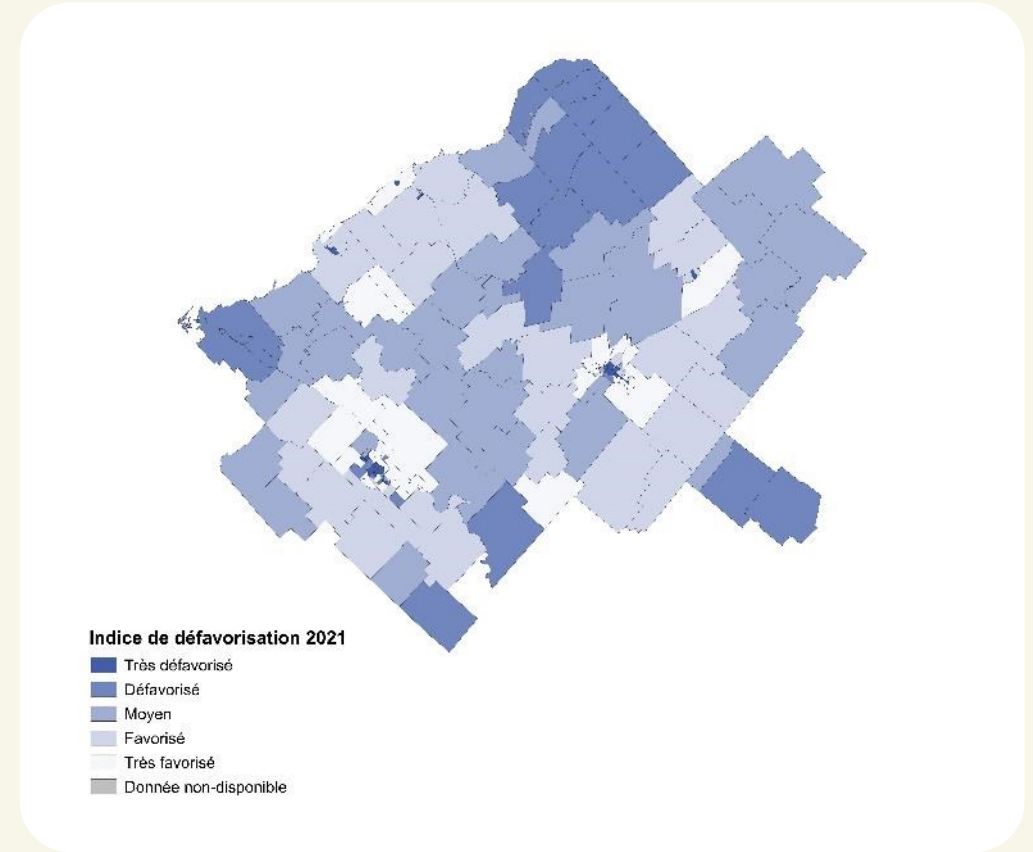 Indice de défavorisation 2021
Très défavorisé
Défavorisé
Moyen
Favorisé
Très favorisé
Donnée non-disponible